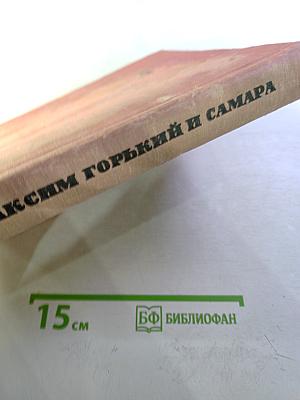 АКСИМ ГОРЬКИЙ И САМАРА
15 см
БФ БИБЛИОФАН